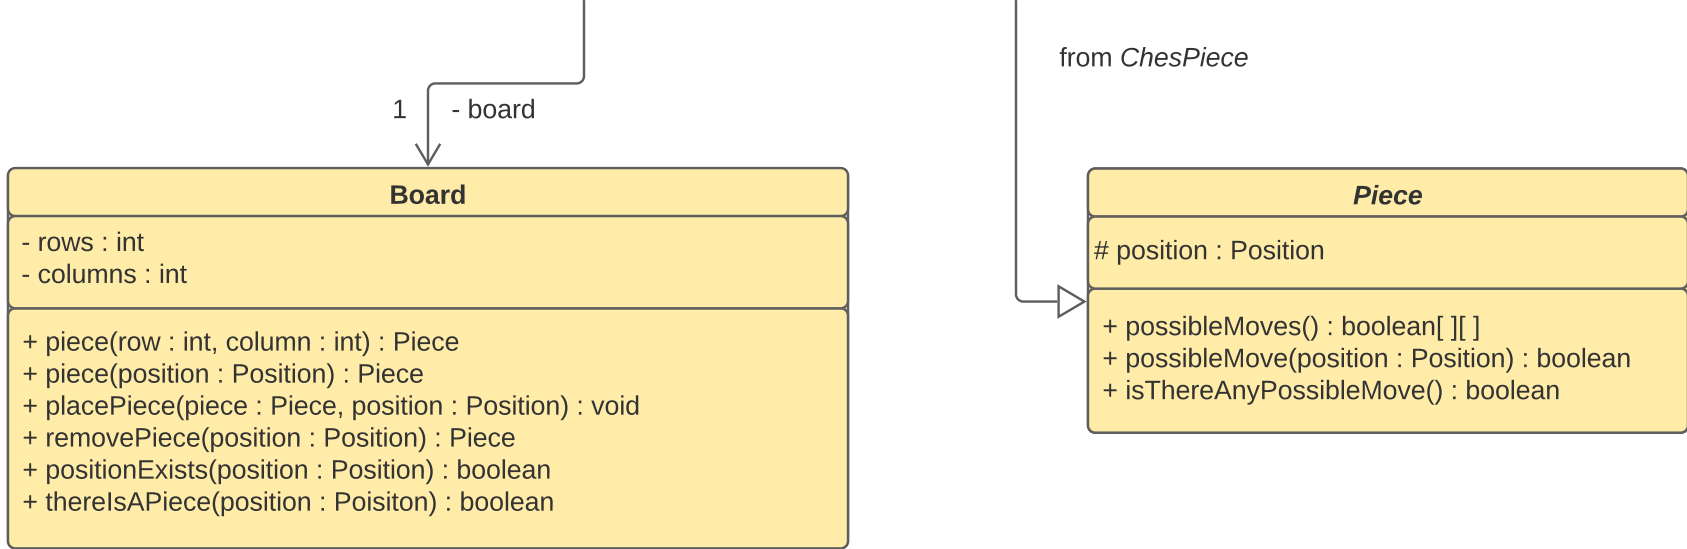 from ChesPiece
1
- board
Board
- rows : int
- columns : int
+ piece(row : int, column : int) : Piece
+ piece(position : Position) : Piece
+ placePiece(piece : Piece, position : Position) : void
+ removePiece(position : Position) : Piece
+ positionExists(position : Position) : boolean
+ thereIsAPiece(position : Poisiton) : boolean
Piece
# position : Position
+ possibleMoves() : boolean[ ][ ]
+ possibleMove(position : Position) : boolean
+ isThereAnyPossibleMove() : boolean